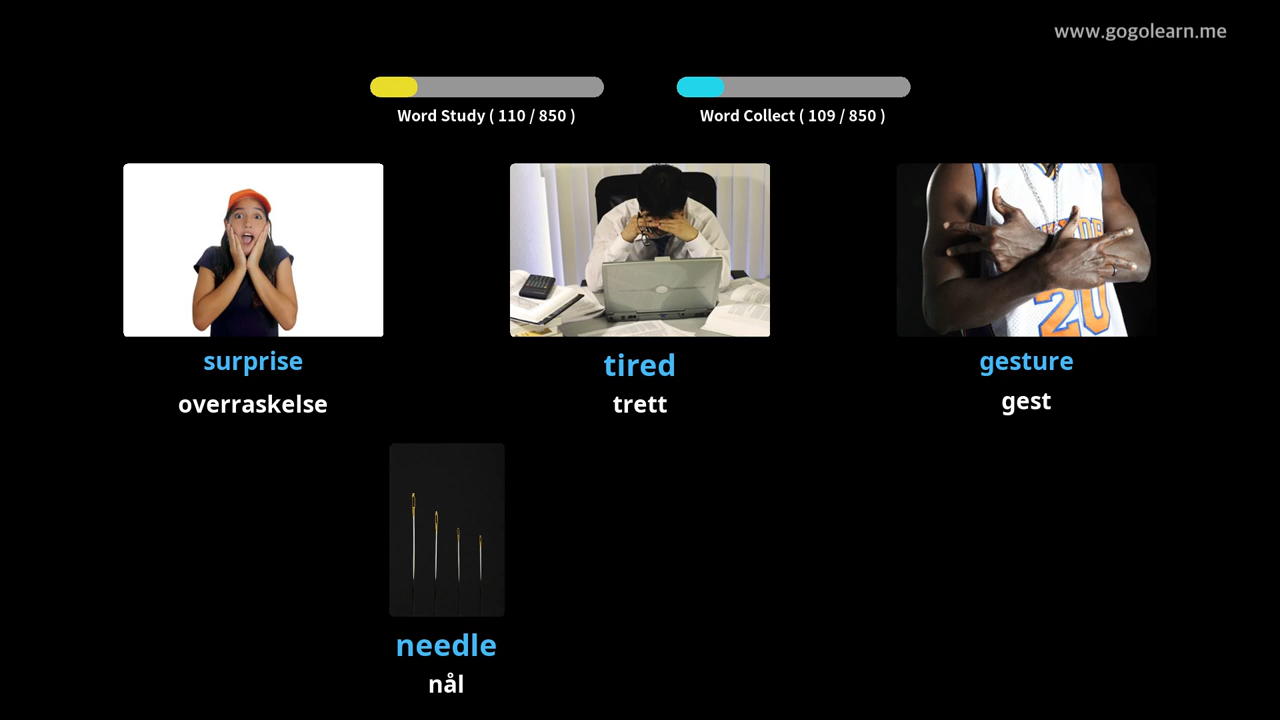 www.gogolearn.me
Word Study ( 110 / 850 )
Word Collect ( 109 / 850 )
20
surprise
tired
gesture
overraskelse
trett
gest
needle
nål